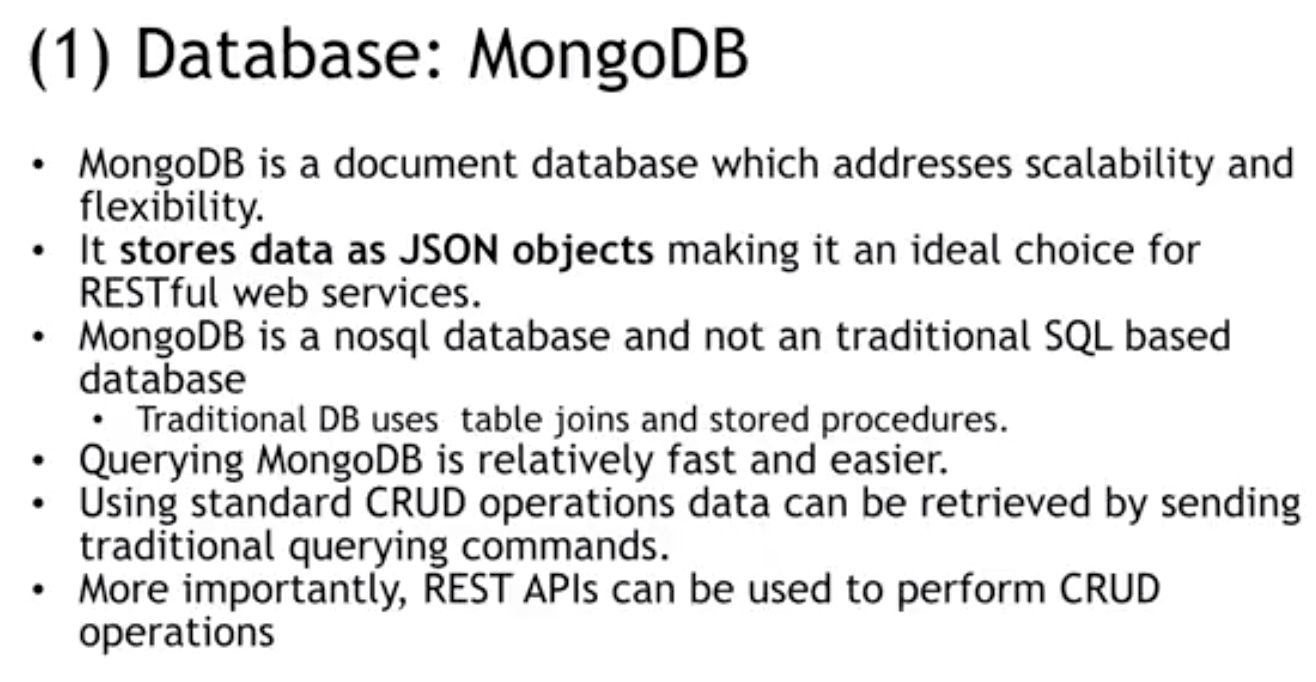 (1) Database: MongoDB
• MongoDB is a document database which addresses scalability and
flexibility.
• It stores data as JSON objects making it an ideal choice for
RESTful web services.
• MongoDB is a nosql database and not an traditional SQL based
database
• Traditional DB uses table joins and stored procedures.
• Querying MongoDB is relatively fast and easier.
• Using standard CRUD operations data can be retrieved by sending
traditional querying commands.
• More importantly, REST APIs can be used to perform CRUD
operations